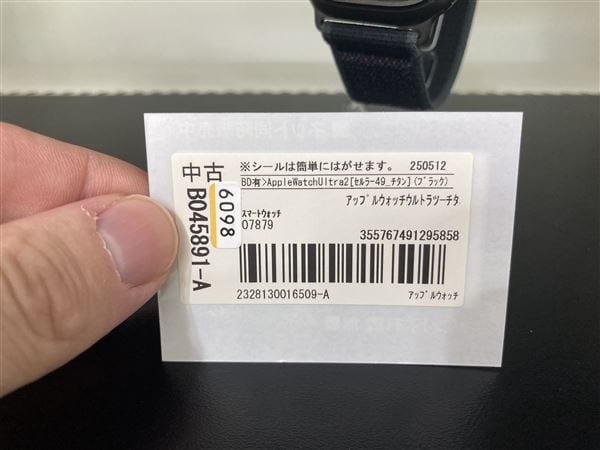 中古
B045891-A
6098
※シールは簡単にはがせます。 250512
BD有>AppleWatchUltra2[ｾﾙﾗｰ49_ﾁﾀﾝ](ﾌﾞﾗｯｸ)
ｱｯﾌﾟﾙｳｫｯﾁｳﾙﾄﾗﾂｰﾁﾀ
ｽﾏｰﾄｳｫｯﾁ
07879
355767491295858
2328130016509-A
ｱｯﾌﾟﾙｳｫｯﾁ